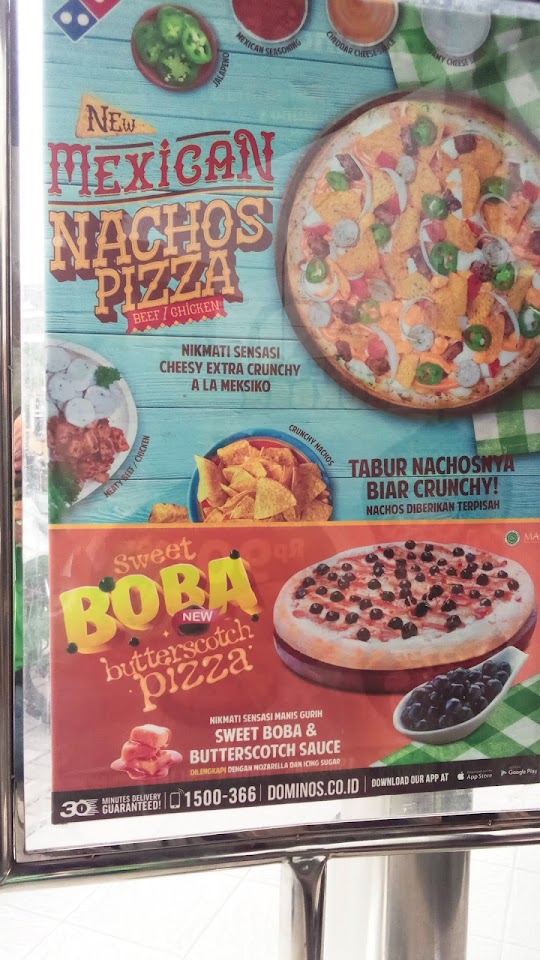 JALAPENO
MEXICAN SEASONING
CHEDDAR CHEESE SAUCE
NEW
MEXICAN
NACHOS
PIZZA
BEEF / CHICKEN
NIKMATI SENSASI
CHEESY EXTRA CRUNCHY
A LA MEKSIKO
MEATY BEEF / CHICKEN
CRUNCHY NACHOS
TABUR NACHOSNYA
BIAR CRUNCHY!
NACHOS DIBERIKAN TERPISAH
sweet
BOBA
NEW
butterscotch
pizza
NIKMATI SENSASI MANIS GURIH
SWEET BOBA &
BUTTERSCOTCH SAUCE
DILENGKAPI DENGAN MOZARELLA DAN ICING SUGAR
30 MINUTES DELIVERY GUARANTEED! 1500-366 DOMINOS.CO.ID DOWNLOAD OUR APP AT App Store Google Play